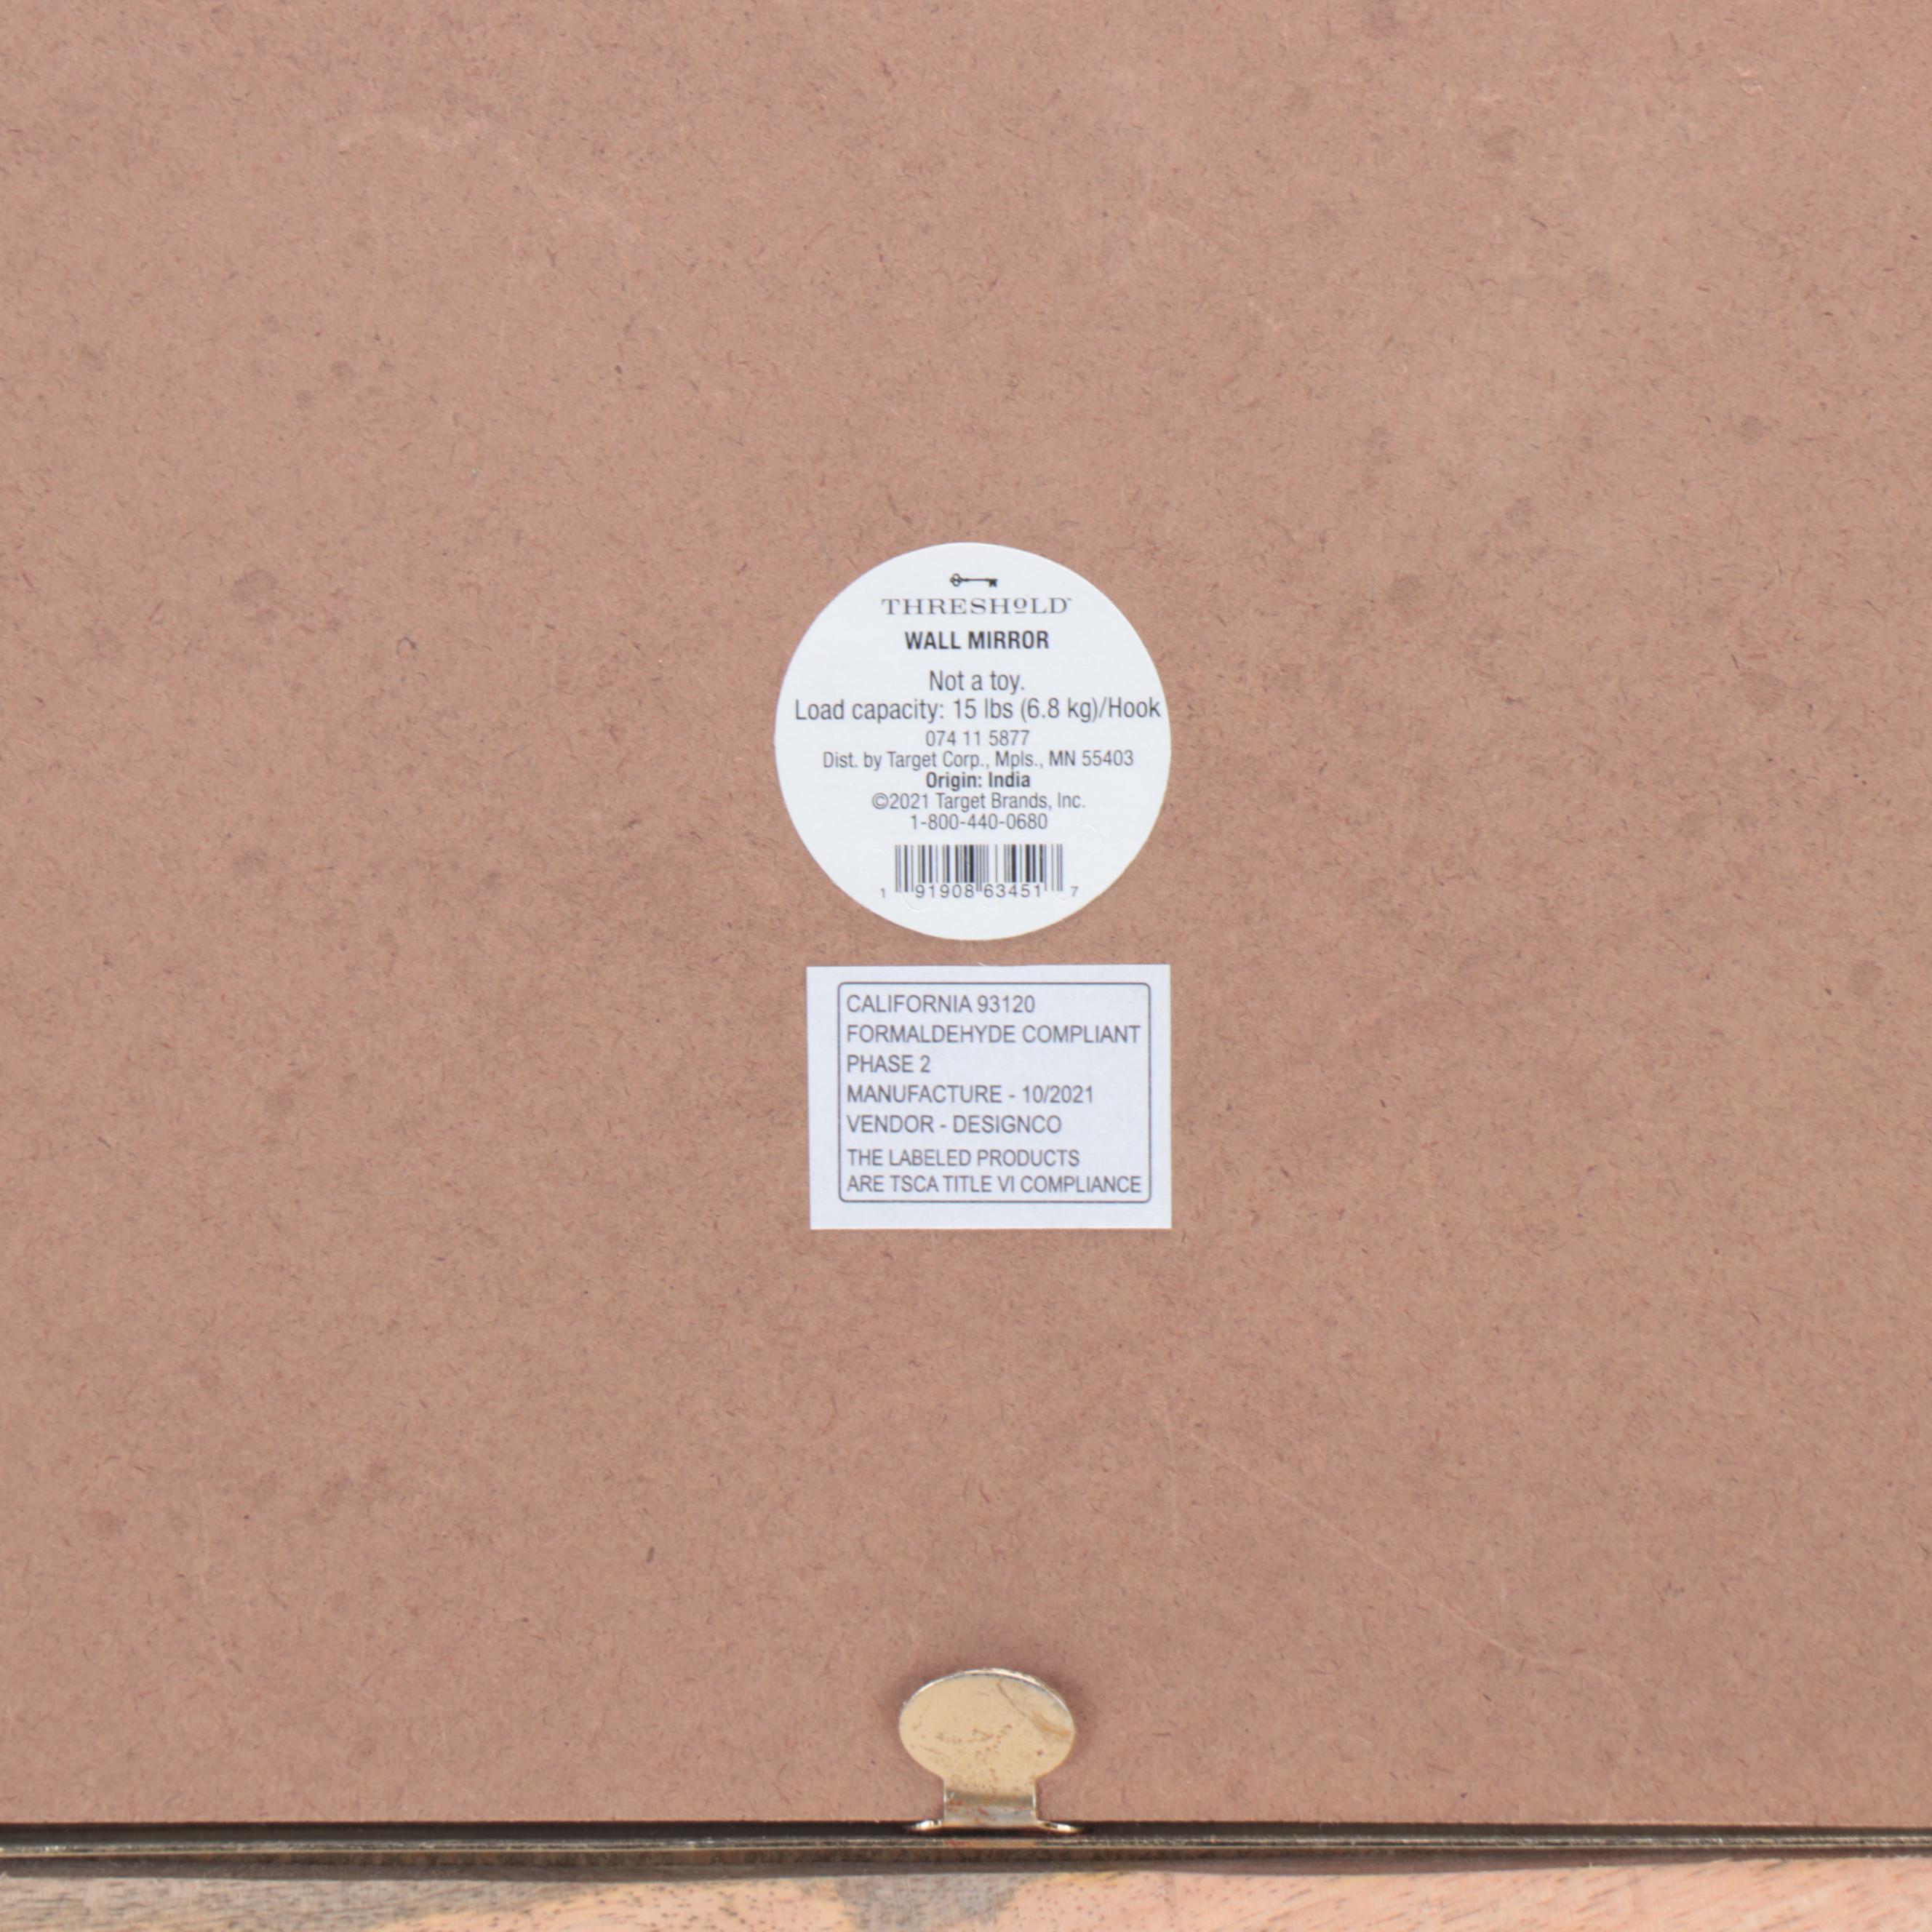 THRESHOLD™
WALL MIRROR
Not a toy.
Load capacity: 15 lbs (6.8 kg)/Hook
074 11 5877
Dist. by Target Corp., Mpls., MN 55403
Origin: India
©2021 Target Brands, Inc.
1-800-440-0680
1 91908 63451 7
CALIFORNIA 93120
FORMALDEHYDE COMPLIANT
PHASE 2
MANUFACTURE - 10/2021
VENDOR - DESIGNCO
THE LABELED PRODUCTS
ARE TSCA TITLE VI COMPLIANCE